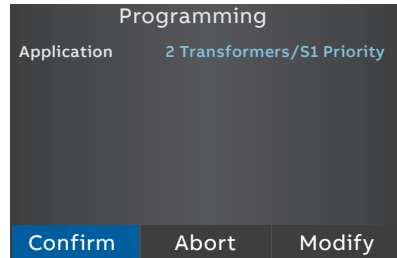 Programming
Application 2 Transformers/S1 Priority
Confirm Abort Modify